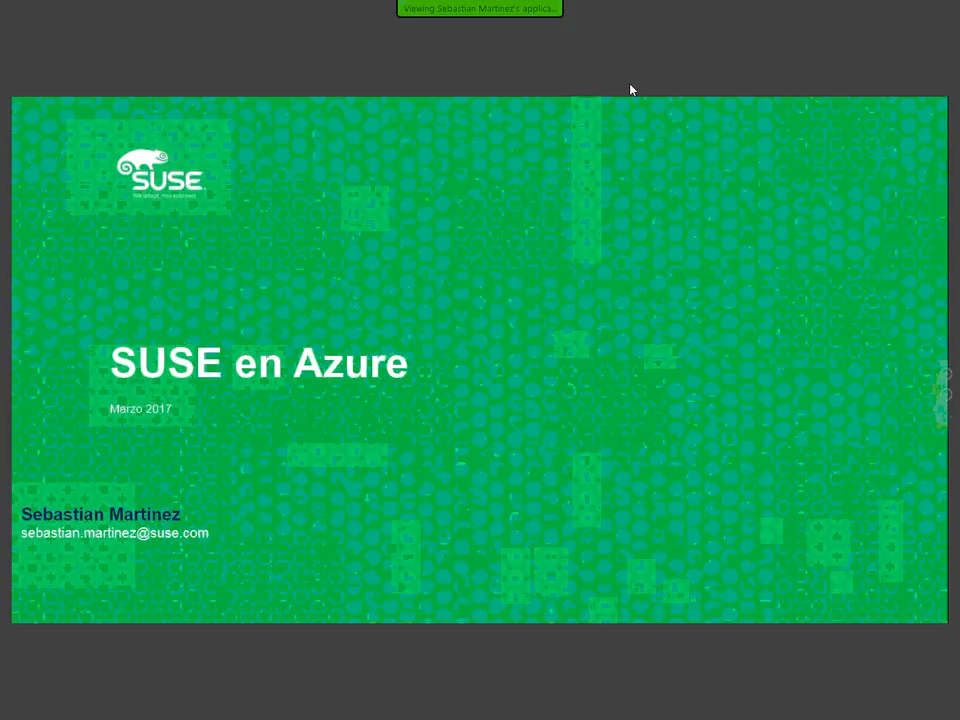 Viewing Sebastian Martinez's applica...
SUSE
SUSE en Azure
Marzo 2017
Sebastian Martinez
sebastian.martinez@suse.com